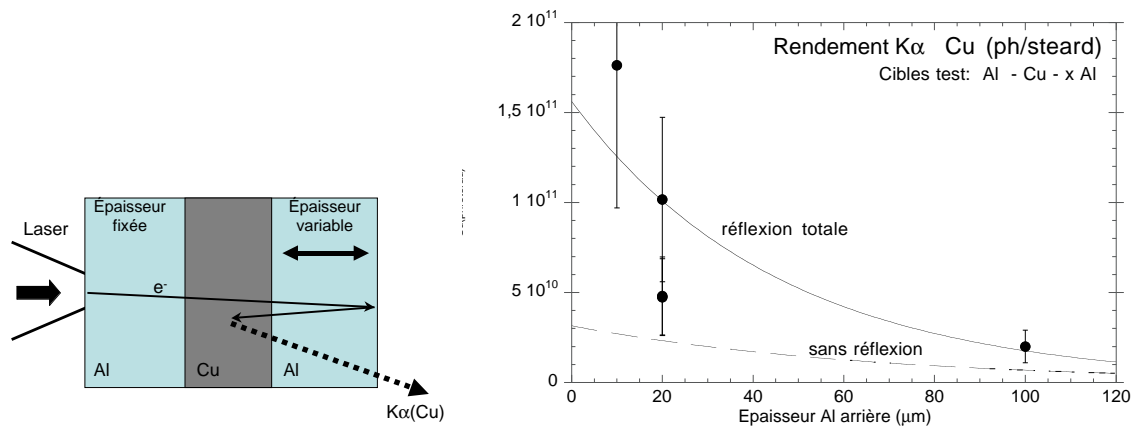 Laser
Épaisseur fixée
Épaisseur variable
e-
Al
Cu
Al
Kα(Cu)
2 10¹¹
1,5 10¹¹
1 10¹¹
5 10¹⁰
0
Rendement Kα Cu (ph/steard)
Cibles test: Al - Cu - x Al
réflexion totale
sans réflexion
0 20 40 60 80 100 120
Epaisseur Al arrière (μm)